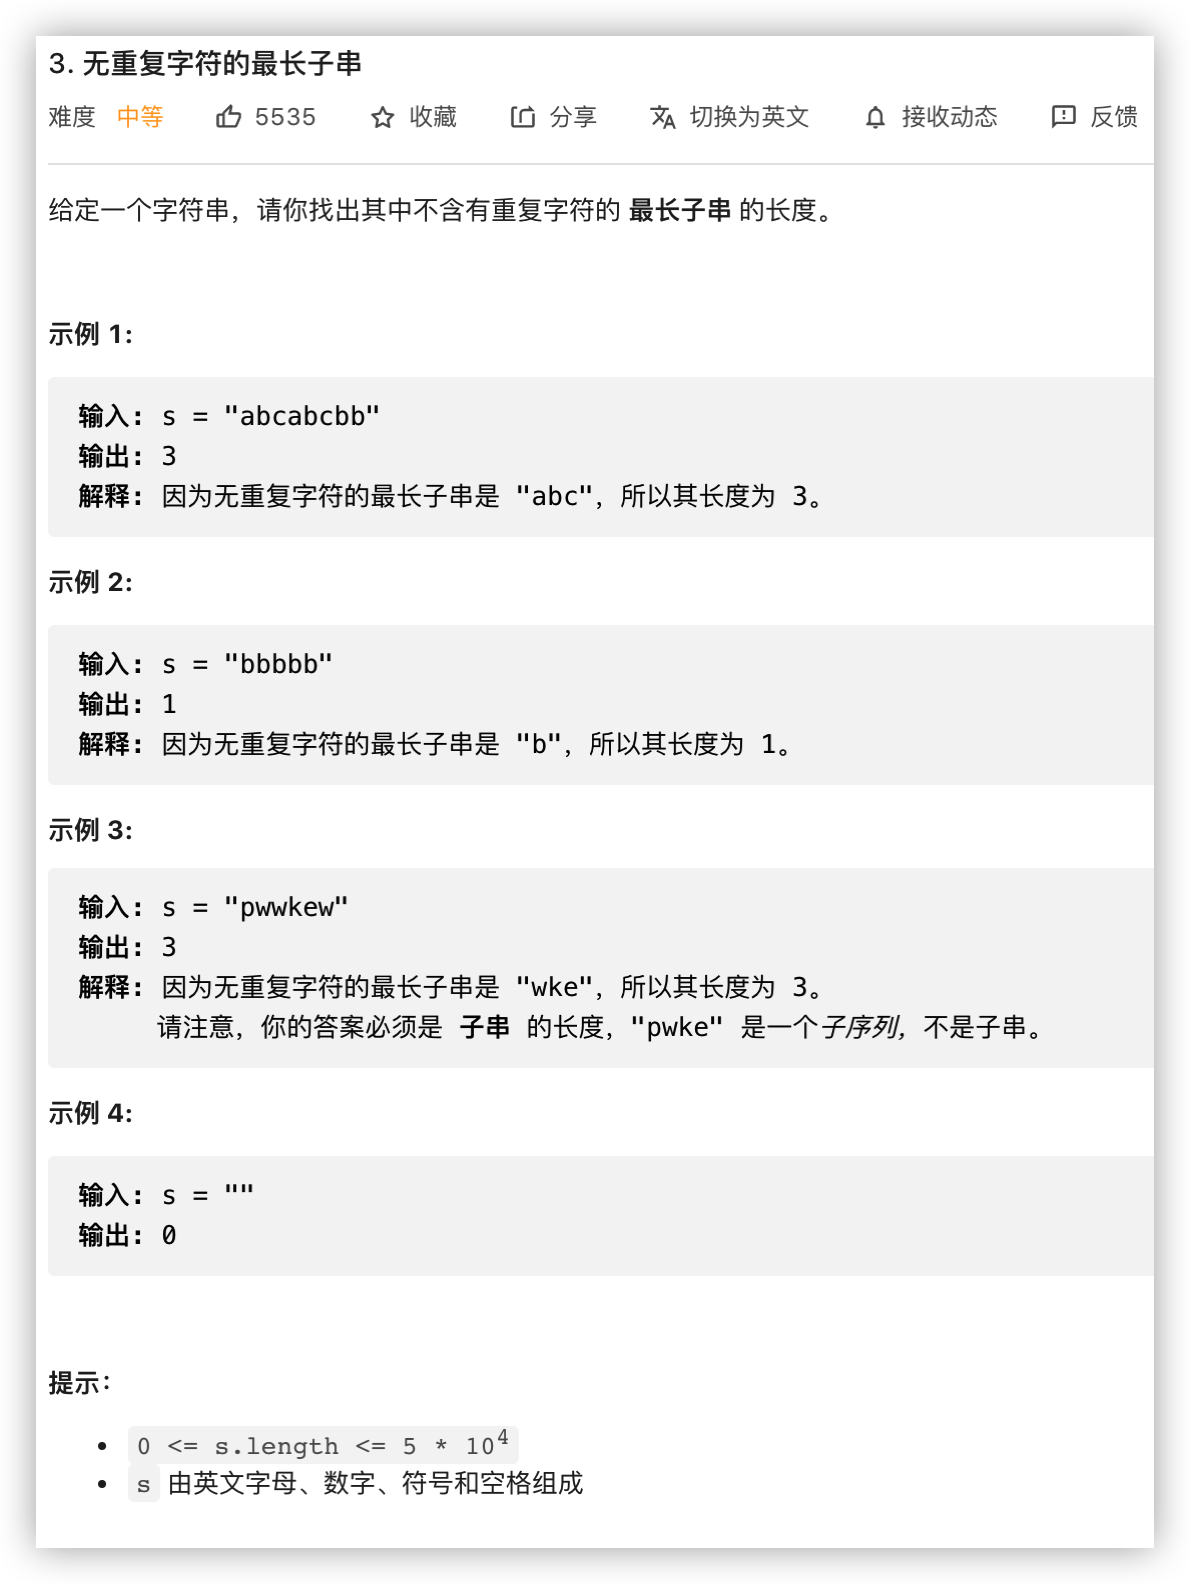 3. 无重复字符的最长子串
难度 中等 5535 收藏 分享 切换为英文 接收动态 反馈
给定一个字符串，请你找出其中不含有重复字符的 最长子串 的长度。
示例 1:
输入: s = "abcabcbb"
输出: 3
解释: 因为无重复字符的最长子串是 "abc"，所以其长度为 3。
示例 2:
输入: s = "bbbbb"
输出: 1
解释: 因为无重复字符的最长子串是 "b"，所以其长度为 1。
示例 3:
输入: s = "pwwkew"
输出: 3
解释: 因为无重复字符的最长子串是 "wke"，所以其长度为 3。
请注意，你的答案必须是 子串 的长度，"pwke" 是一个子序列，不是子串。
示例 4:
输入: s = ""
输出: 0
提示：
• 0 <= s.length <= 5 * 10⁴
• s 由英文字母、数字、符号和空格组成